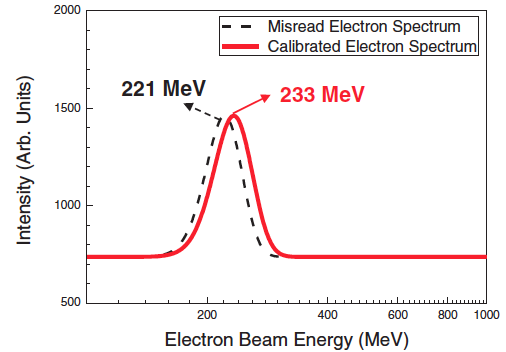 2000
Misread Electron Spectrum
Calibrated Electron Spectrum
221 MeV
233 MeV
1500
Intensity (Arb. Units)
1000
500
200
400
600
800
1000
Electron Beam Energy (MeV)